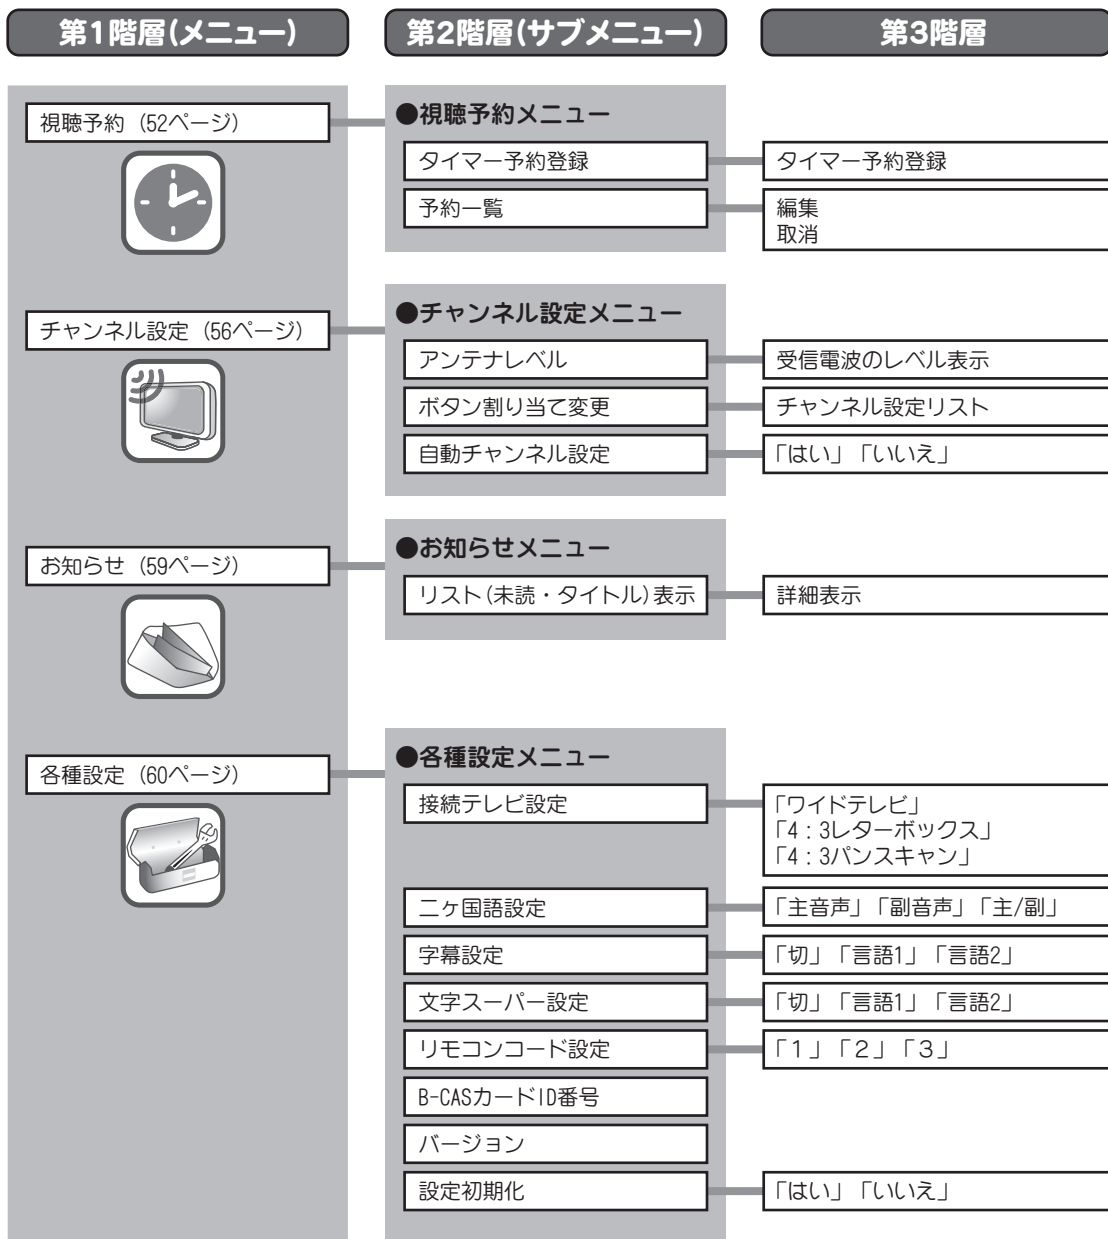 第1階層(メニュー)
第2階層(サブメニュー)
第3階層
視聴予約 (52ページ)
●視聴予約メニュー
タイマー予約登録
タイマー予約登録
予約一覧
編集
取消
チャンネル設定 (56ページ)
●チャンネル設定メニュー
アンテナレベル
受信電波のレベル表示
ボタン割り当て変更
チャンネル設定リスト
自動チャンネル設定
「はい」「いいえ」
お知らせ (59ページ)
●お知らせメニュー
リスト(未読・タイトル)表示
詳細表示
各種設定 (60ページ)
●各種設定メニュー
接続テレビ設定
「ワイドテレビ」
「4:3レターボックス」
「4:3パンスキャン」
二ヶ国語設定
「主音声」「副音声」「主/副」
字幕設定
「切」「言語1」「言語2」
文字スーパー設定
「切」「言語1」「言語2」
リモコンコード設定
「1」「2」「3」
B-CASカードID番号
バージョン
設定初期化
「はい」「いいえ」